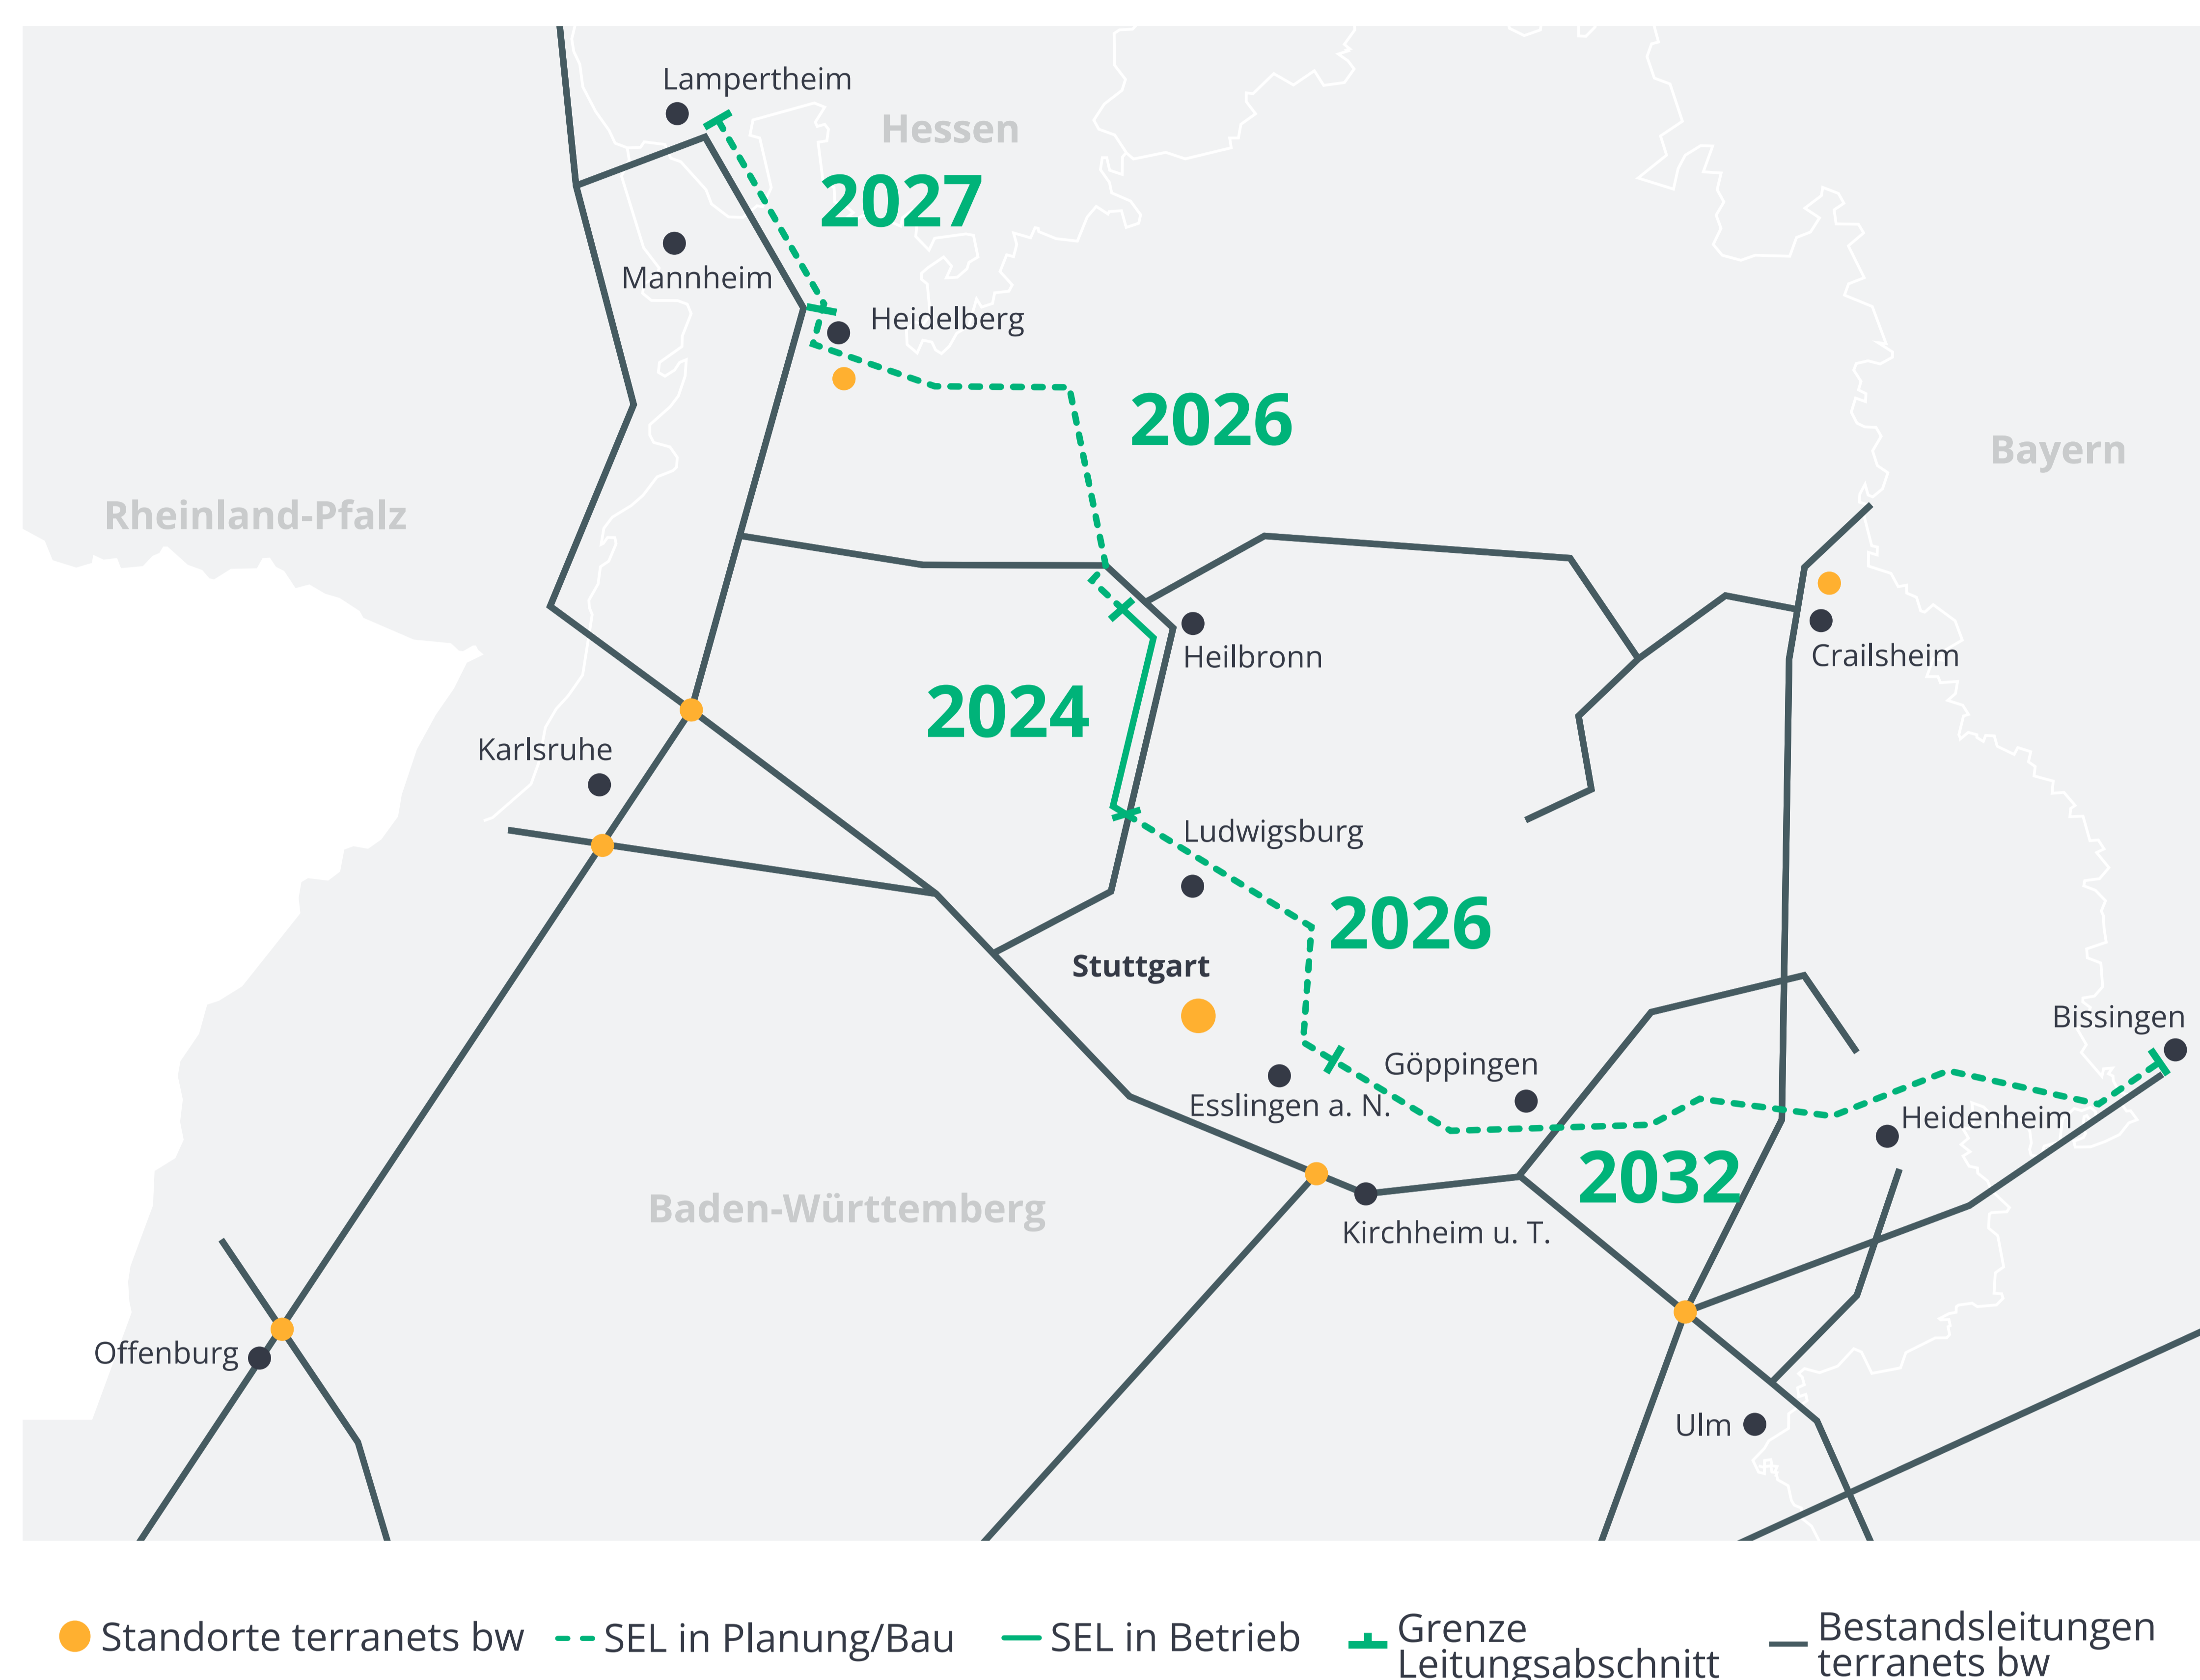 Lampertheim
Hessen
2027
Mannheim
Heidelberg
2026
Bayern
Rheinland-Pfalz
Heilbronn
Crailsheim
2024
Karlsruhe
Ludwigsburg
2026
Stuttgart
Bissingen
Göppingen
Esslingen a. N.
Heidenheim
2032
Baden-Württemberg
Kirchheim u. T.
Offenburg
Ulm
Standorte terranets bw
SEL in Planung/Bau
SEL in Betrieb
Grenze
Leitungsabschnitt
Bestandsleitungen
terranets bw